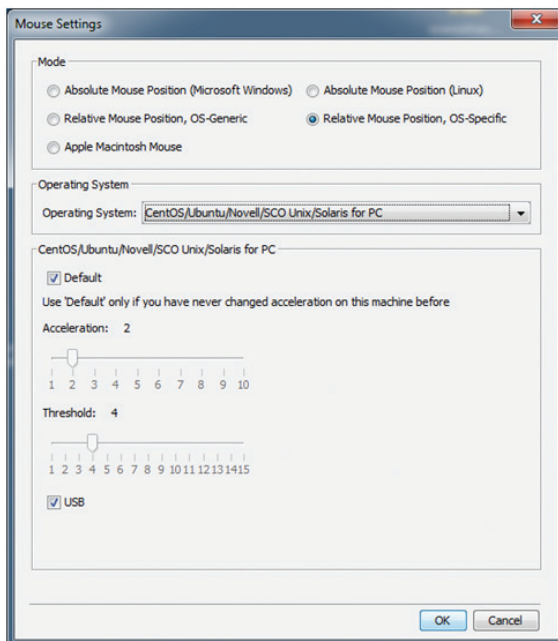 Mouse Settings
Mode
Absolute Mouse Position (Microsoft Windows) Absolute Mouse Position (Linux)
Relative Mouse Position, OS-Generic Relative Mouse Position, OS-Specific
Apple Macintosh Mouse
Operating System
Operating System: CentOS/Ubuntu/Novell/SCO Unix/Solaris for PC
CentOS/Ubuntu/Novell/SCO Unix/Solaris for PC
Default
Use 'Default' only if you have never changed acceleration on this machine before
Acceleration: 2
1 2 3 4 5 6 7 8 9 10
Threshold: 4
1 2 3 4 5 6 7 8 9 10 11 12 13 14 15
USB
OK Cancel